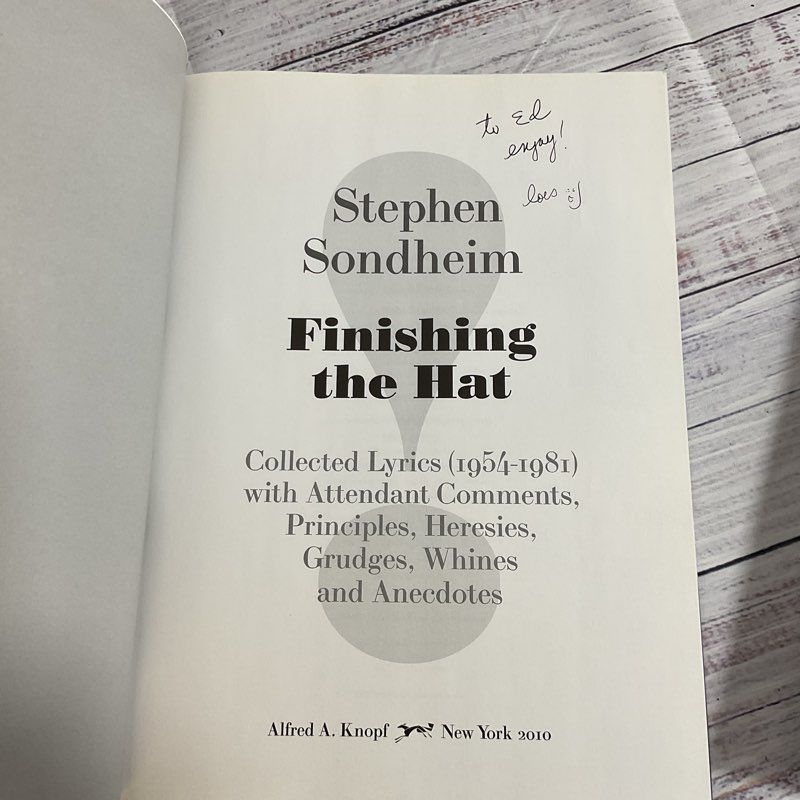 to Ed
enjoy!
Stephen
Sondheim
Finishing
the Hat
Collected Lyrics (1954-1981)
with Attendant Comments,
Principles, Heresies,
Grudges, Whines
and Anecdotes
Alfred A. Knopf New York 2010